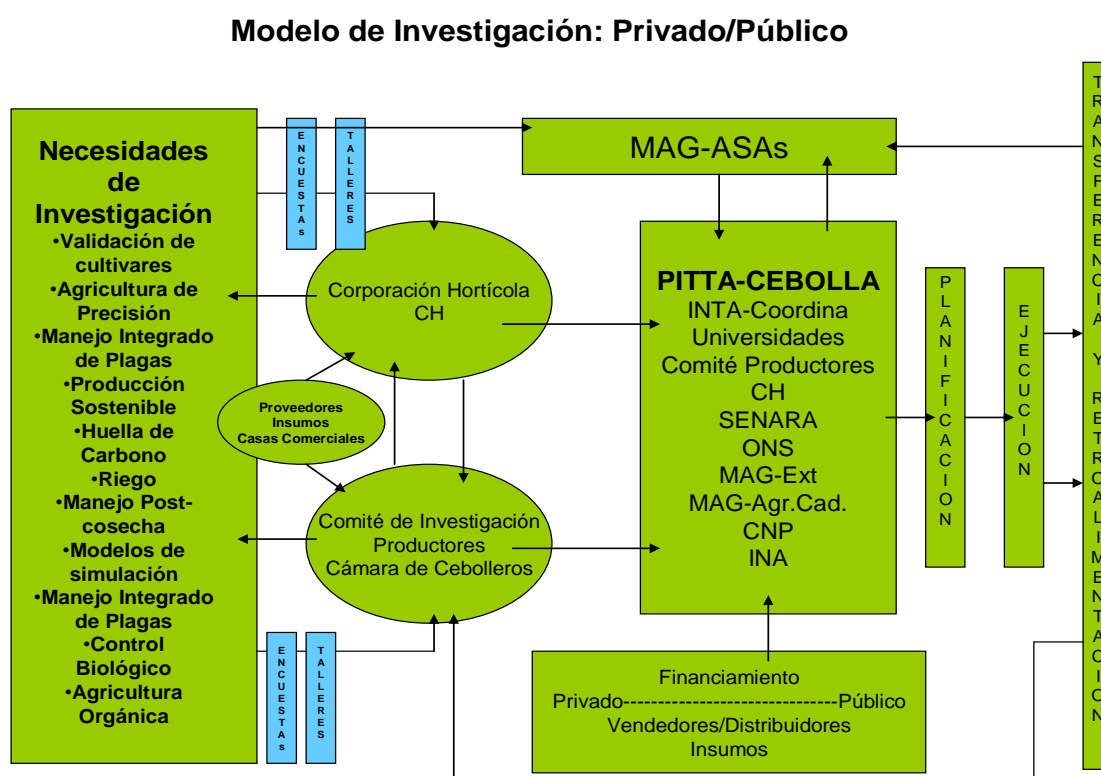 Modelo de Investigación: Privado/Público
Necesidades
de
Investigación
•Validación de
cultivares
•Agricultura de
Precisión
•Manejo Integrado
de Plagas
•Producción
Sostenible
•Huella de
Carbono
•Riego
•Manejo Post-
cosecha
•Modelos de
simulación
•Manejo Integrado
de Plagas
•Control
Biológico
•Agricultura
Orgánica
ENCUESTAs
TALLERES
MAG-ASAs
Corporación Hortícola
CH
Proveedores
Insumos
Casas Comerciales
Comité de Investigación
Productores
Cámara de Cebolleros
ENCUESTAs
TALLERES
PITTA-CEBOLLA
INTA-Coordina
Universidades
Comité Productores
CH
SENARA
ONS
MAG-Ext
MAG-Agr.Cad.
CNP
INA
Financiamiento
Privado------------------------------Público
Vendedores/Distribuidores
Insumos
PLANIFICACION
EJECUCION
TRANSFERENCIA Y RETROALIMENTACION